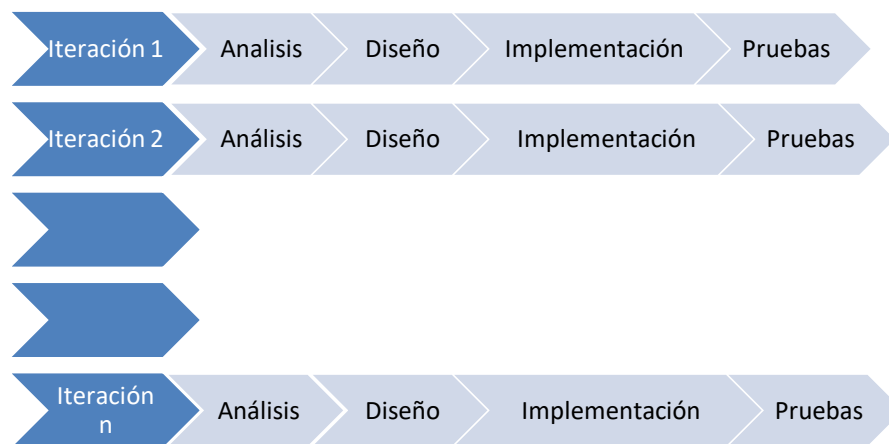 Iteración 1 Analisis Diseño Implementación Pruebas
Iteración 2 Análisis Diseño Implementación Pruebas
Iteración
n Análisis Diseño Implementación Pruebas